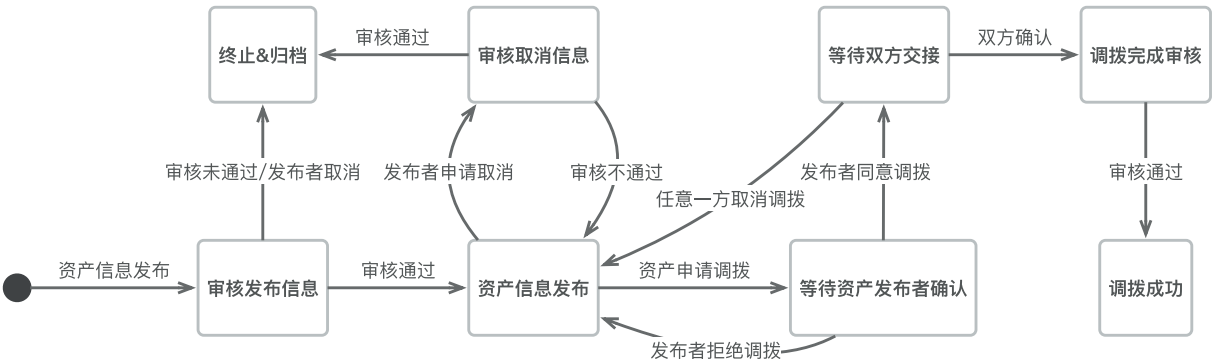 审核通过
双方确认
终止&归档
审核取消信息
等待双方交接
调拨完成审核
审核未通过/发布者取消
发布者申请取消
审核不通过
发布者同意调拨
审核通过
任意一方取消调拨
资产信息发布
审核通过
资产申请调拨
审核发布信息
资产信息发布
等待资产发布者确认
调拨成功
发布者拒绝调拨